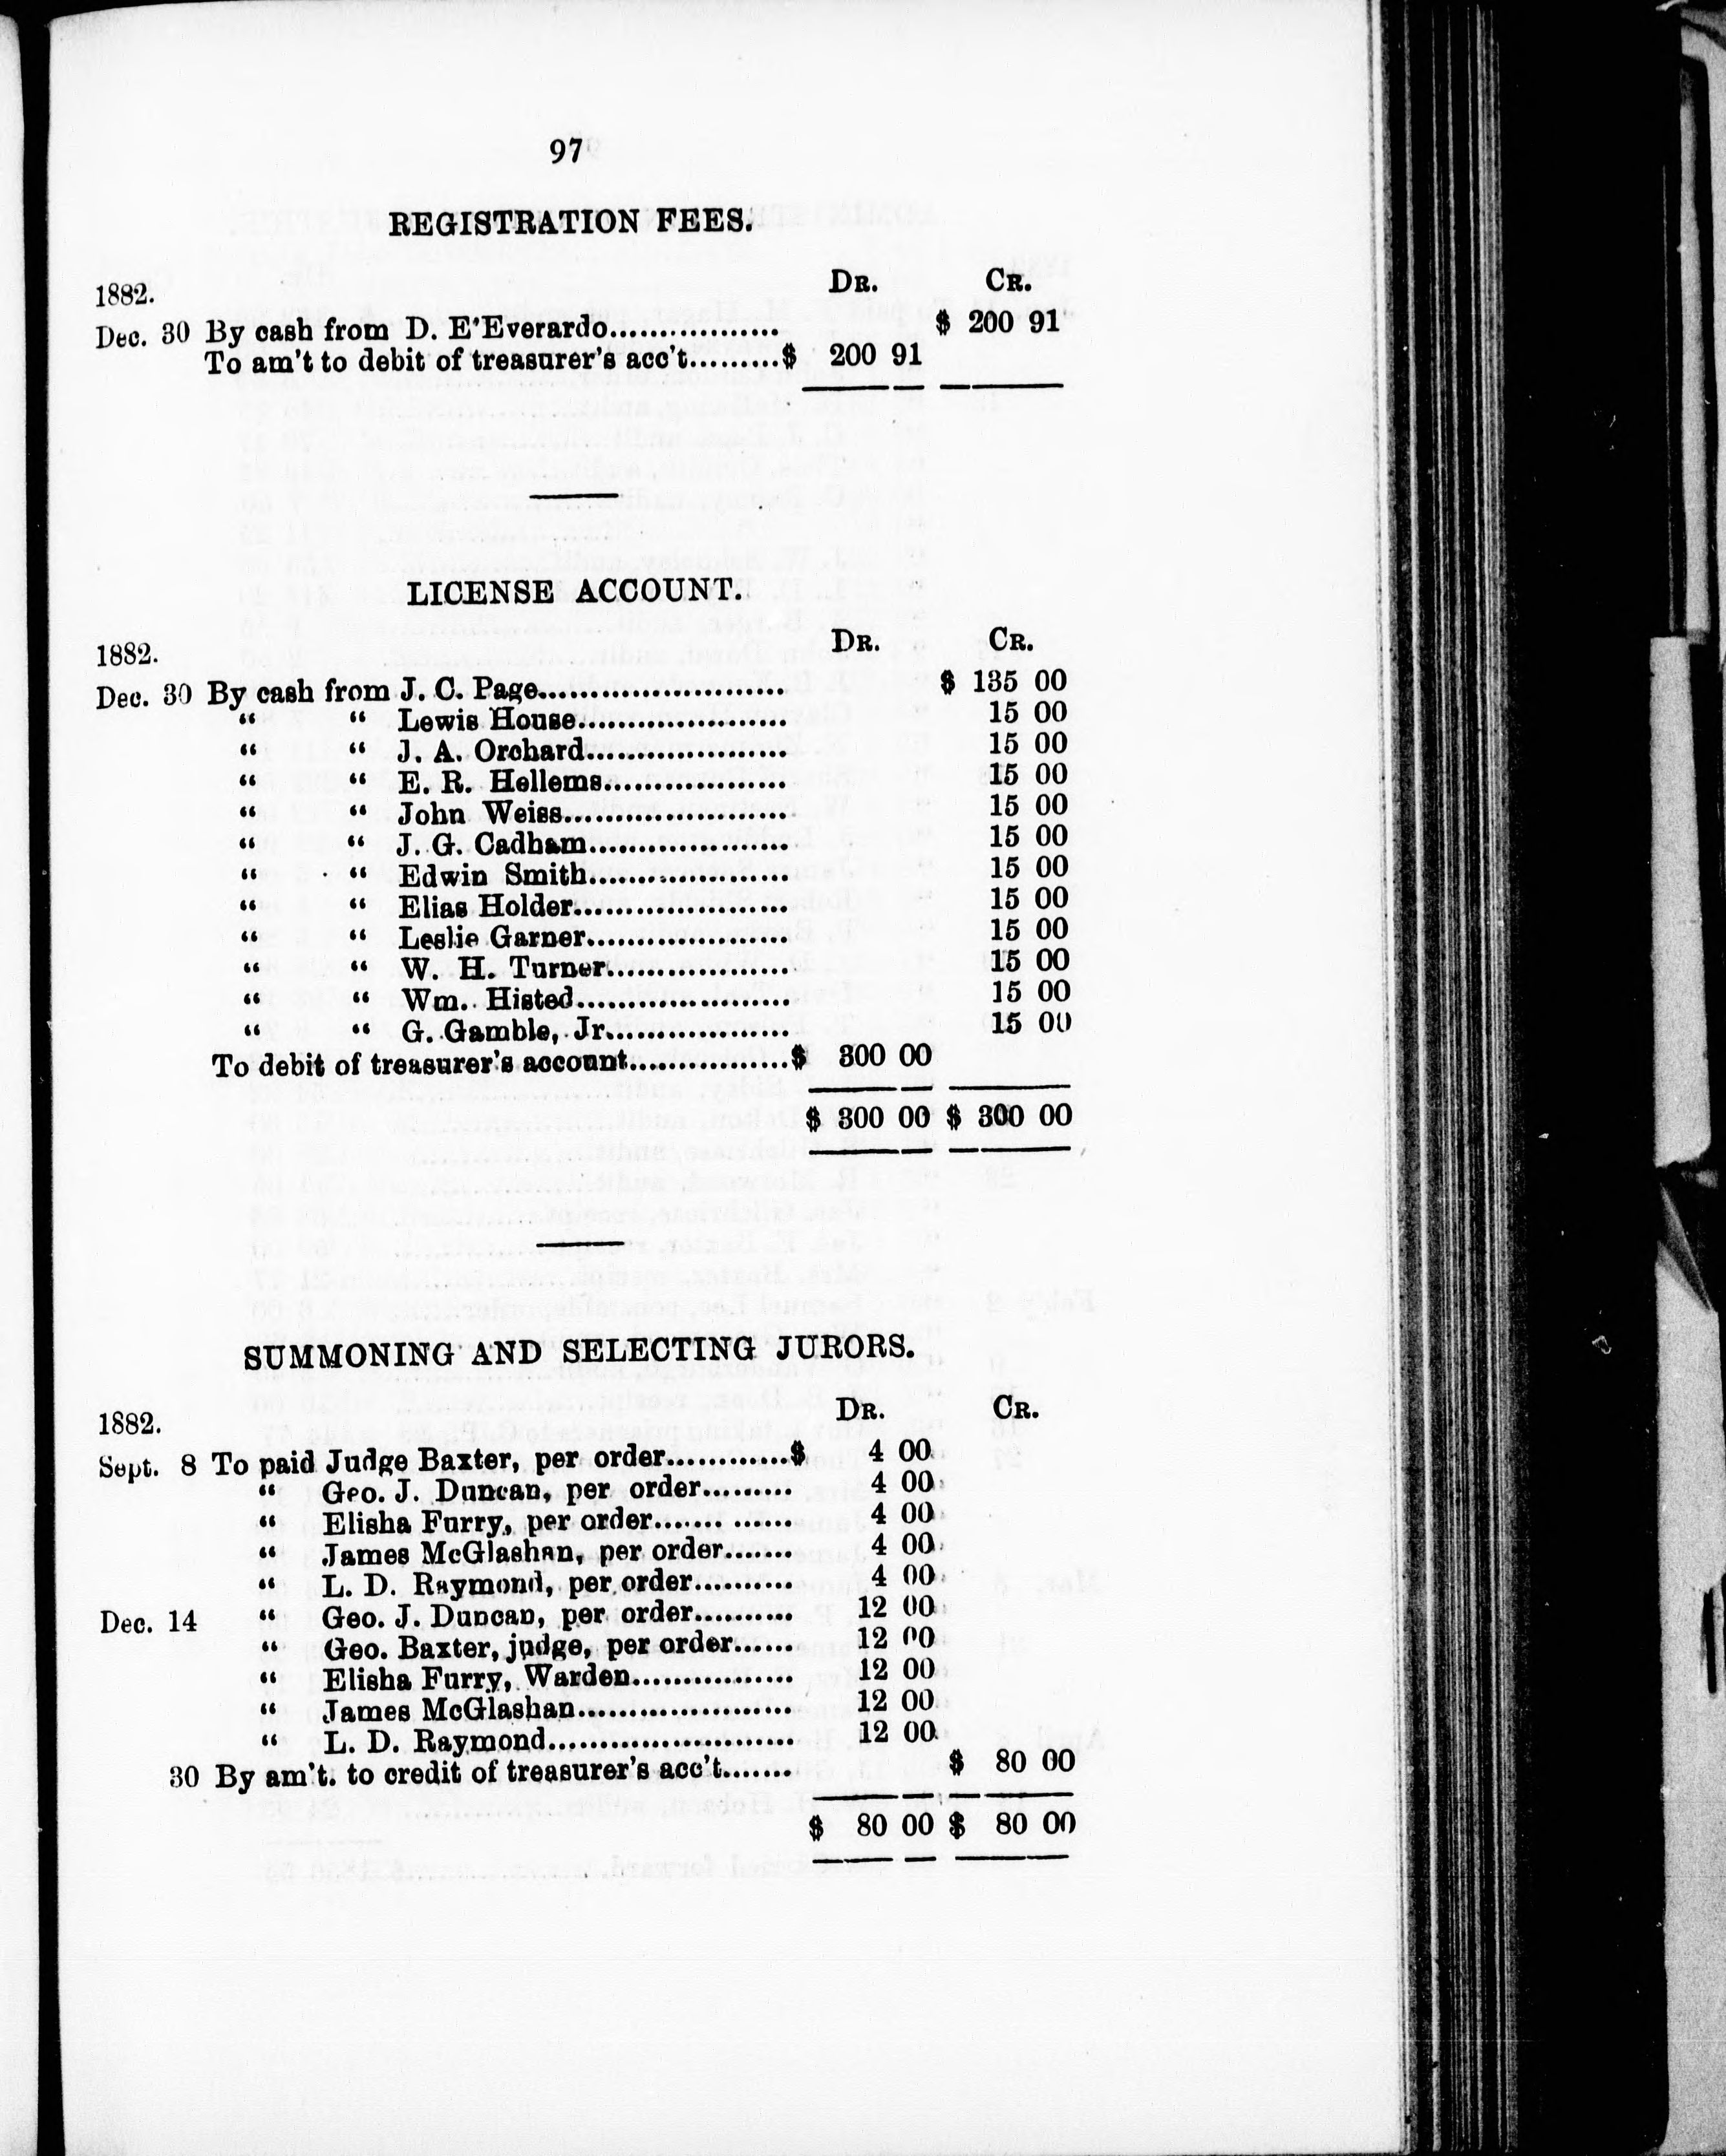 97
REGISTRATION FEES.
DR. CR.
1882.
Dec. 30 By cash from D. E'Everardo................. $ 200 91
To am't to debit of treasurer's acc't.........$ 200 91
LICENSE ACCOUNT.
DR. CR.
1882.
Dec. 30 By cash from J. C. Page......................... $ 135 00
“ “ Lewis House..................... 15 00
“ “ J. A. Orchard.................... 15 00
“ “ E. R. Hellems.................. 15 00
“ “ John Weiss...................... 15 00
“ “ J. G. Cadham.................... 15 00
“ “ Edwin Smith.................... 15 00
“ “ Elias Holder..................... 15 00
“ “ Leslie Garner.................... 15 00
“ “ W. H. Turner.................. 15 00
“ “ Wm. Histed..................... 15 00
“ “ G. Gamble, Jr.................. 15 00
To debit of treasurer's account................$ 300 00
$ 300 00 $ 300 00
SUMMONING AND SELECTING JURORS.
DR. CR.
1882.
Sept. 8 To paid Judge Baxter, per order............$ 4 00
“ Geo. J. Duncan, per order......... 4 00
“ Elisha Furry, per order............. 4 00
“ James McGlashan, per order....... 4 00
“ L. D. Raymond, per order.......... 4 00
Dec. 14 “ Geo. J. Duncan, per order.......... 12 00
“ Geo. Baxter, judge, per order...... 12 00
“ Elisha Furry, Warden................ 12 00
“ James McGlashan..................... 12 00
“ L. D. Raymond........................ 12 00
30 By am't. to credit of treasurer's acc't....... $ 80 00
$ 80 00 $ 80 00